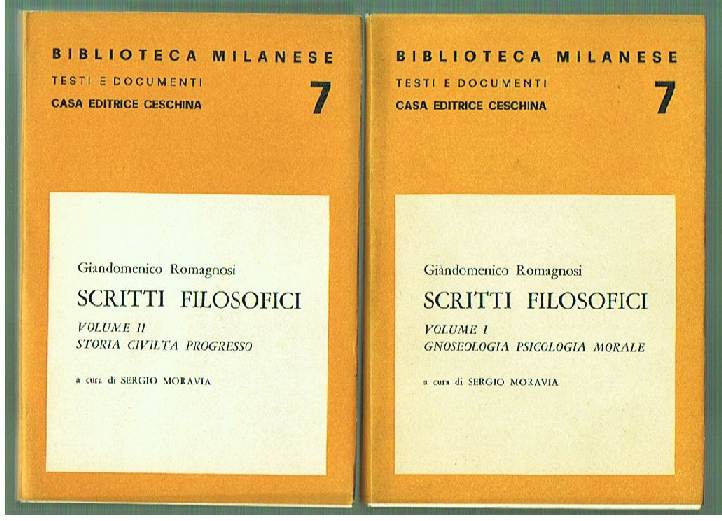 BIBLIOTECA MILANESE
TESTI E DOCUMENTI
CASA EDITRICE CESCHINA
7
Giandomenico Romagnosi
SCRITTI FILOSOFICI
VOLUME II
STORIA CIVILTA PROGRESSO
a cura di SERGIO MORAVIA
BIBLIOTECA MILANESE
TESTI E DOCUMENTI
CASA EDITRICE CESCHINA
7
Giandomenico Romagnosi
SCRITTI FILOSOFICI
VOLUME I
GNOSEOLOGIA PSICOLOGIA MORALE
a cura di SERGIO MORAVIA